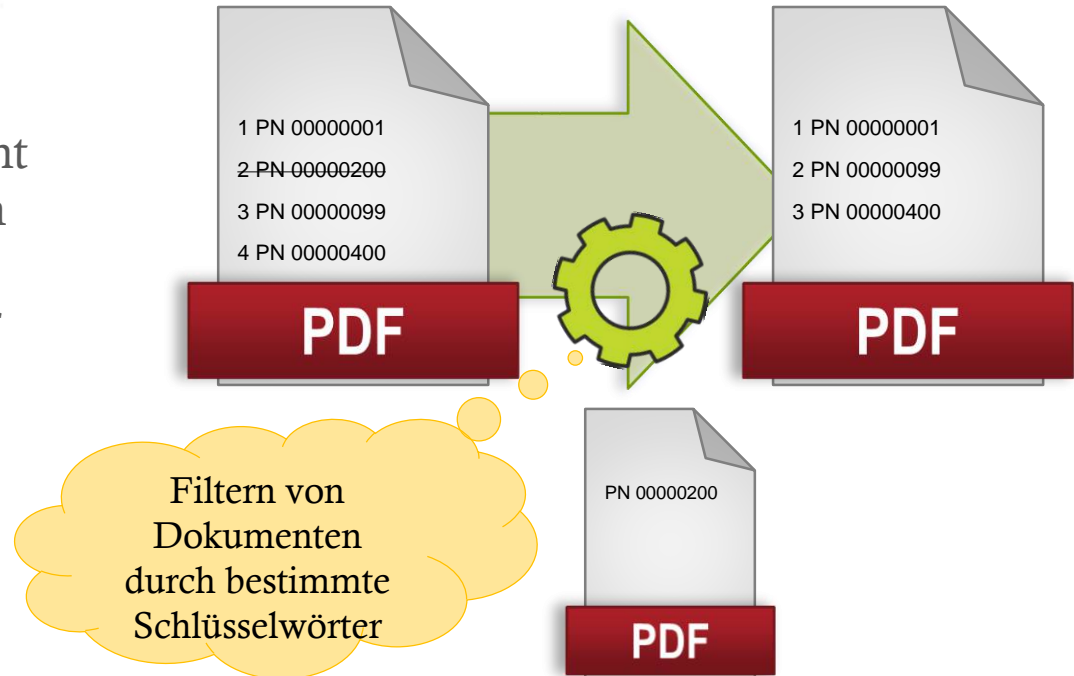 1 PN 00000001
2 PN 00000200
3 PN 00000099
4 PN 00000400
PDF
1 PN 00000001
2 PN 00000099
3 PN 00000400
PDF
Filtern von
Dokumenten
durch bestimmte
Schlüsselwörter
PN 00000200
PDF